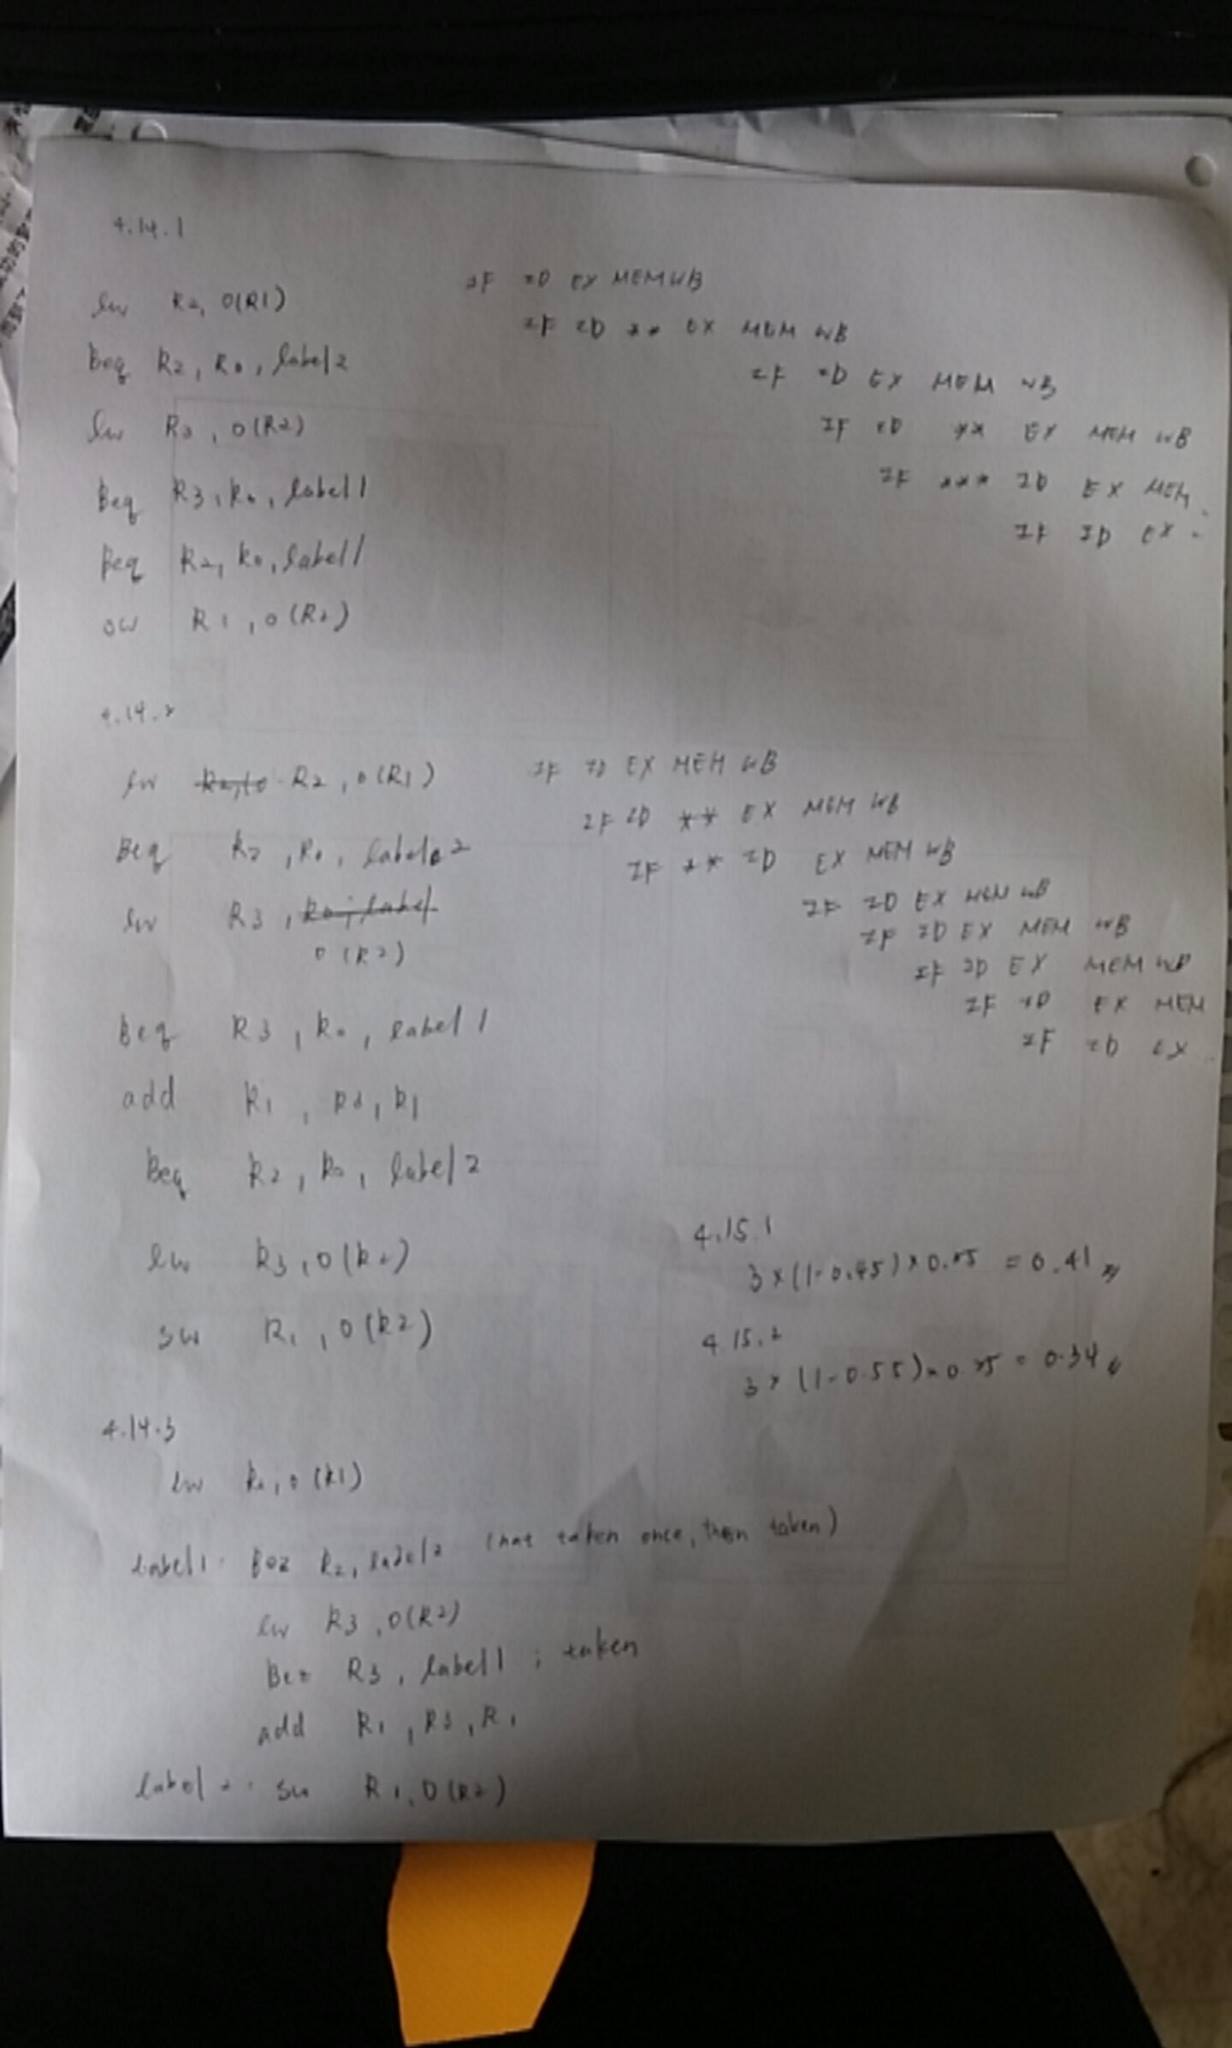 4.14.1
lw R2, 0(R1) IF ID EX MEM WB
Beq R2, R0, label2 IF ID ** EX MEM WB
lw R3, 0(R2) IF ID EX MEM WB
Beq R3, R0, label1 IF ID ** EX MEM WB
Beq R2, R0, label1 IF *** ID EX MEM
sw R1, 0(R2) IF ID EX
4.14.2
lw R2, 0(R1) IF ID EX MEM WB
Beq R2, R0, label2 IF ID ** EX MEM WB
lw R3, IF ** ID EX MEM WB
0(R2) IF ID EX MEM WB
IF ID EX MEM WB
IF ID EX MEM WB
Beq R3, R0, label1 IF ID EX MEM
IF ID EX
add R1, R3, R1
Beq R2, R0, label2
lw R3, 0(R2)
sw R1, 0(R2)
4.15.1
3×(1-0.45)×0.25 = 0.41
4.15.2
3×(1-0.55)×0.25 = 0.34
4.14.3
lw R2, 0(R1)
label1: Bez R2, label2 (not taken once, then taken)
lw R3, 0(R2)
Bez R3, label1 ; taken
add R1, R3, R1
label2: sw R1, 0(R2)